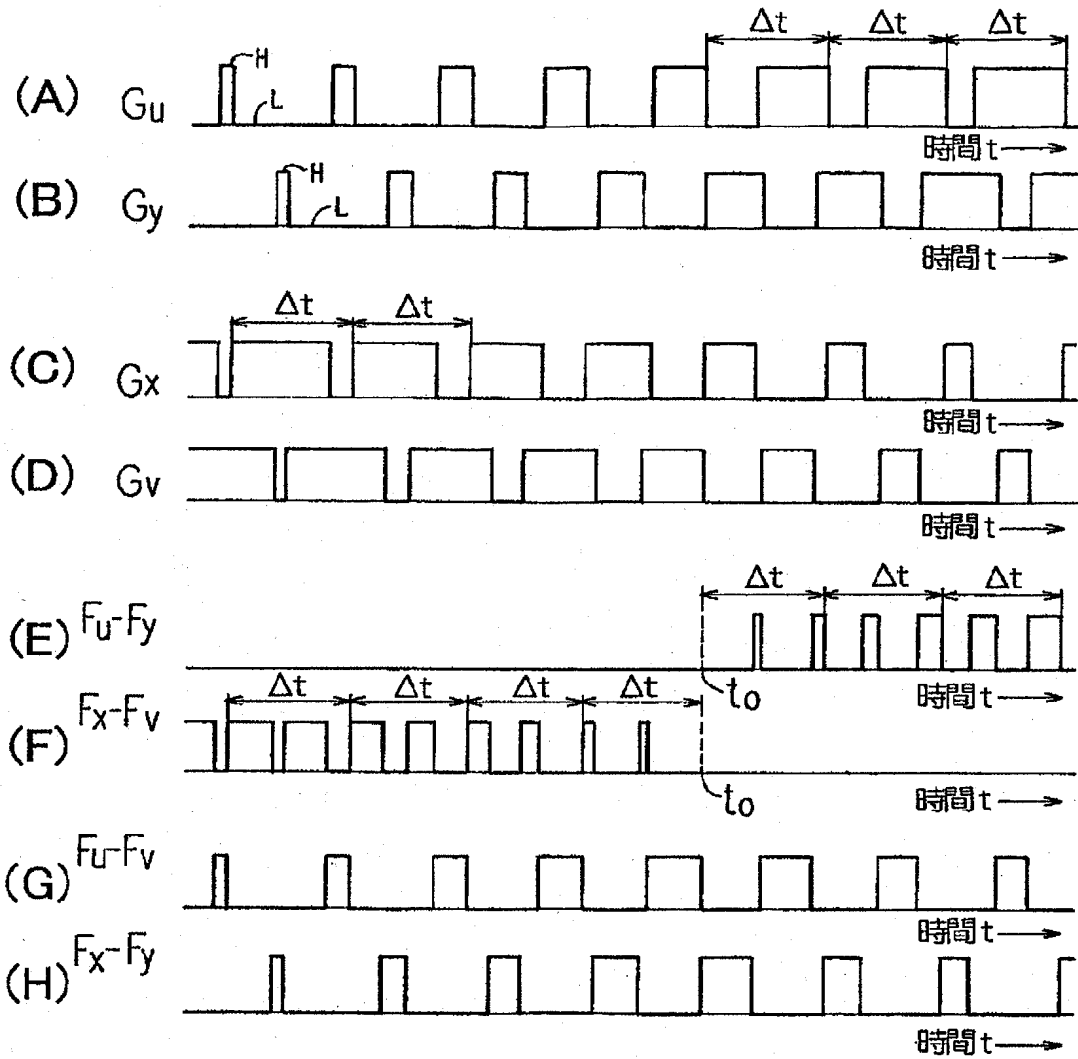 Δt Δt Δt
(A) Gu H L
時間t
(B) Gy H L
時間t
Δt Δt
(C) Gx
時間t
(D) Gv
時間t
Δt Δt Δt
(E) Fu-Fy
to
時間t
Δt Δt Δt Δt
(F) Fx-Fv
to
時間t
(G) Fu-Fv
時間t
(H) Fx-Fy
時間t